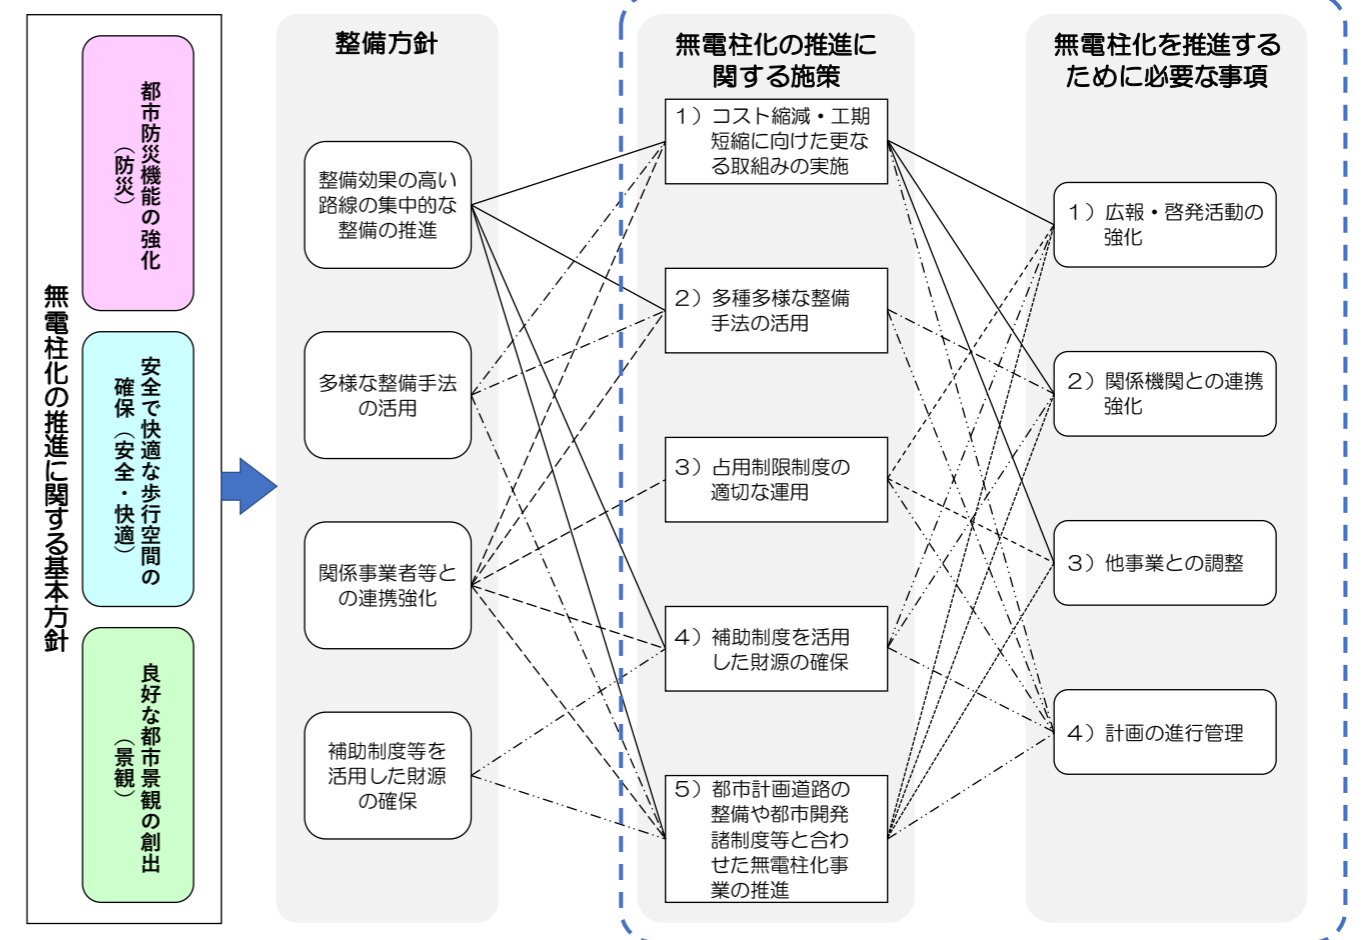 無電柱化の推進に関する基本方針
都市防災機能の強化
（防災）
安全で快適な歩行空間の
確保（安全・快適）
良好な都市景観の創出
（景観）
整備方針
整備効果の高い
路線の集中的な
整備の推進
多様な整備手法
の活用
関係事業者等と
の連携強化
補助制度等を
活用した財源
の確保
無電柱化の推進に
関する施策
１）コスト縮減・工期
短縮に向けた更な
る取組みの実施
２）多種多様な整備
手法の活用
３）占用制限制度の
適切な運用
４）補助制度を活用
した財源の確保
５）都市計画道路の
整備や都市開発
諸制度等と合わ
せた無電柱化事
業の推進
無電柱化を推進する
ために必要な事項
１）広報・啓発活動の
強化
２）関係機関との連携
強化
３）他事業との調整
４）計画の進行管理